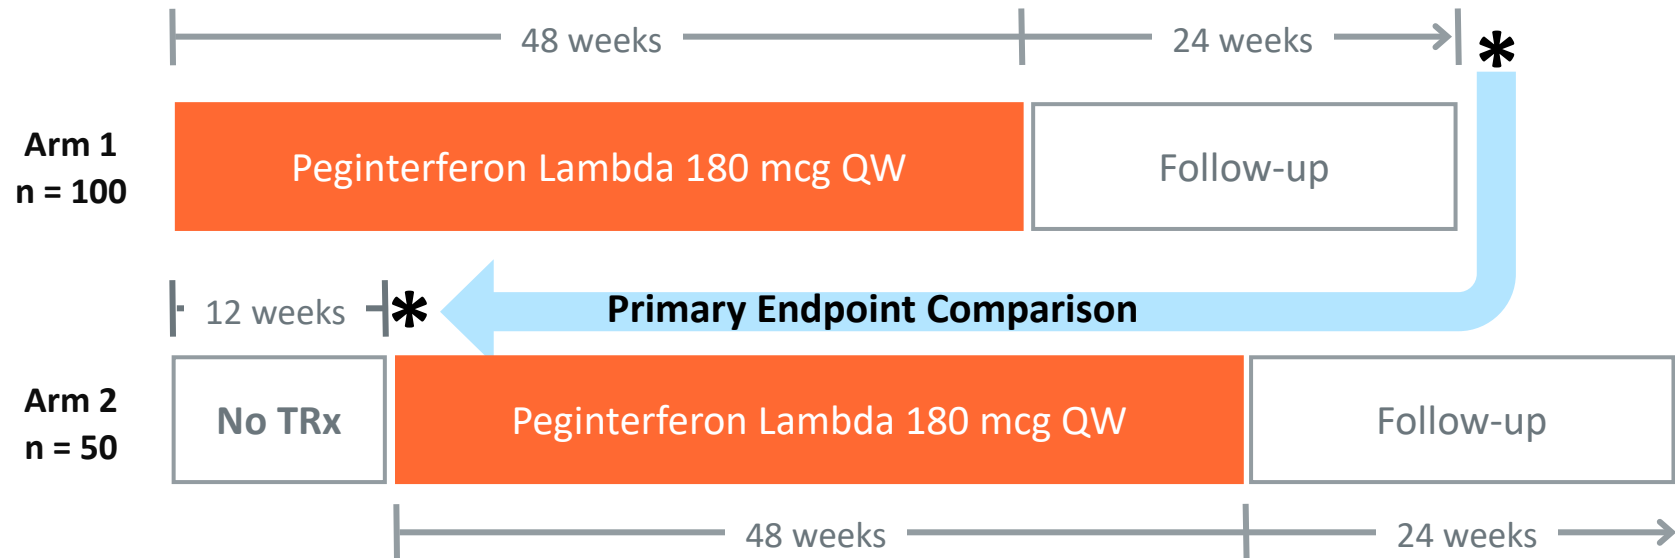 48 weeks
24 weeks
*
Arm 1
n = 100
Peginterferon Lambda 180 mcg QW
Follow-up
12 weeks
*
Primary Endpoint Comparison
Arm 2
n = 50
No TRx
Peginterferon Lambda 180 mcg QW
Follow-up
48 weeks
24 weeks